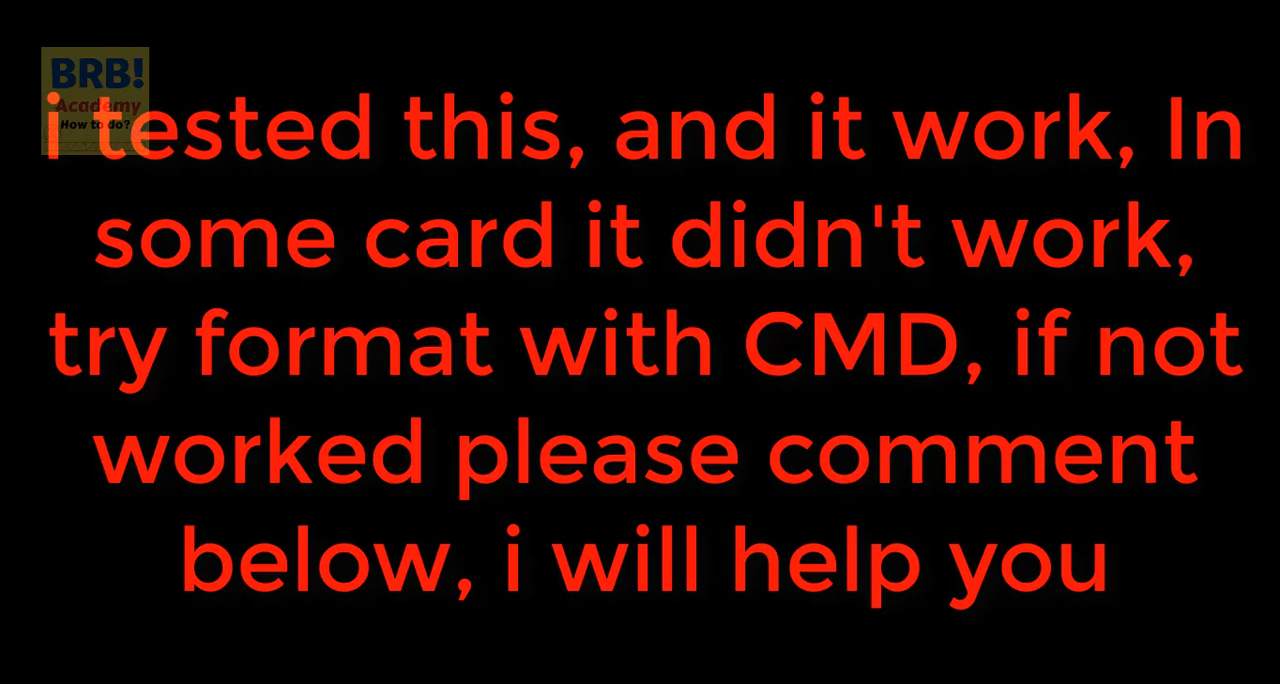 BRB!
Academy
How to do?
i tested this, and it work, In
some card it didn't work,
try format with CMD, if not
worked please comment
below, i will help you